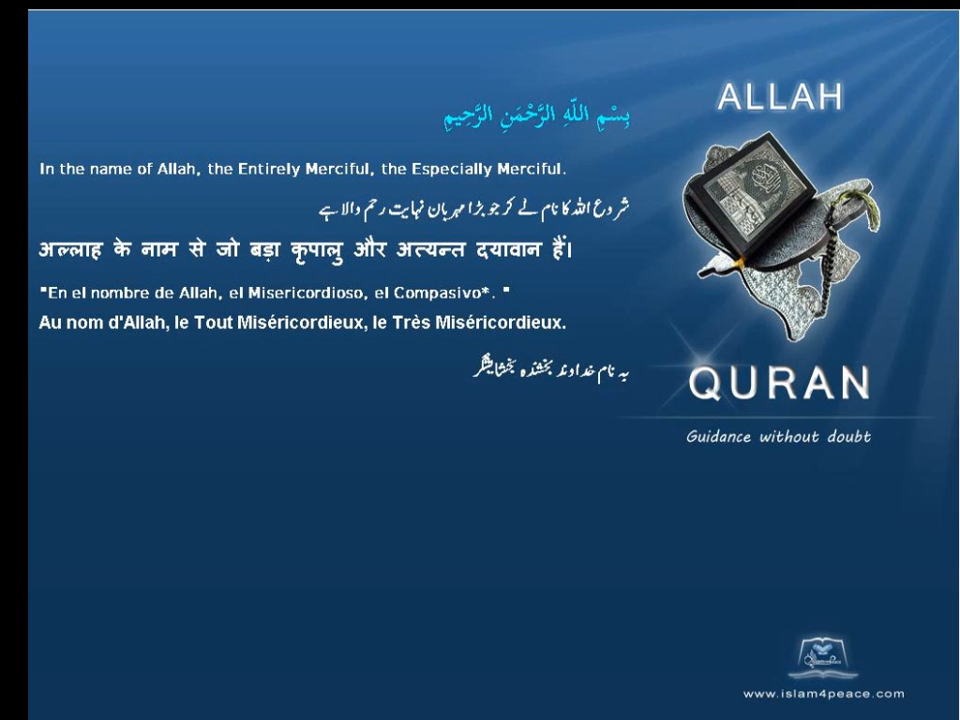 بِسْمِ اللّهِ الرَّحْمَنِ الرَّحِيمِ
In the name of Allah, the Entirely Merciful, the Especially Merciful.
شروع الله کا نام لے کر جو بڑا مہربان نہایت رحم والا ہے
अल्लाह के नाम से जो बड़ा कृपालु और अत्यन्त दयावान हैं।
"En el nombre de Allah, el Misericordioso, el Compasivo*. "
Au nom d'Allah, le Tout Miséricordieux, le Très Miséricordieux.
به نام خداوند بخشنده بخشایشگر
ALLAH
QURAN
Guidance without doubt
www.islam4peace.com